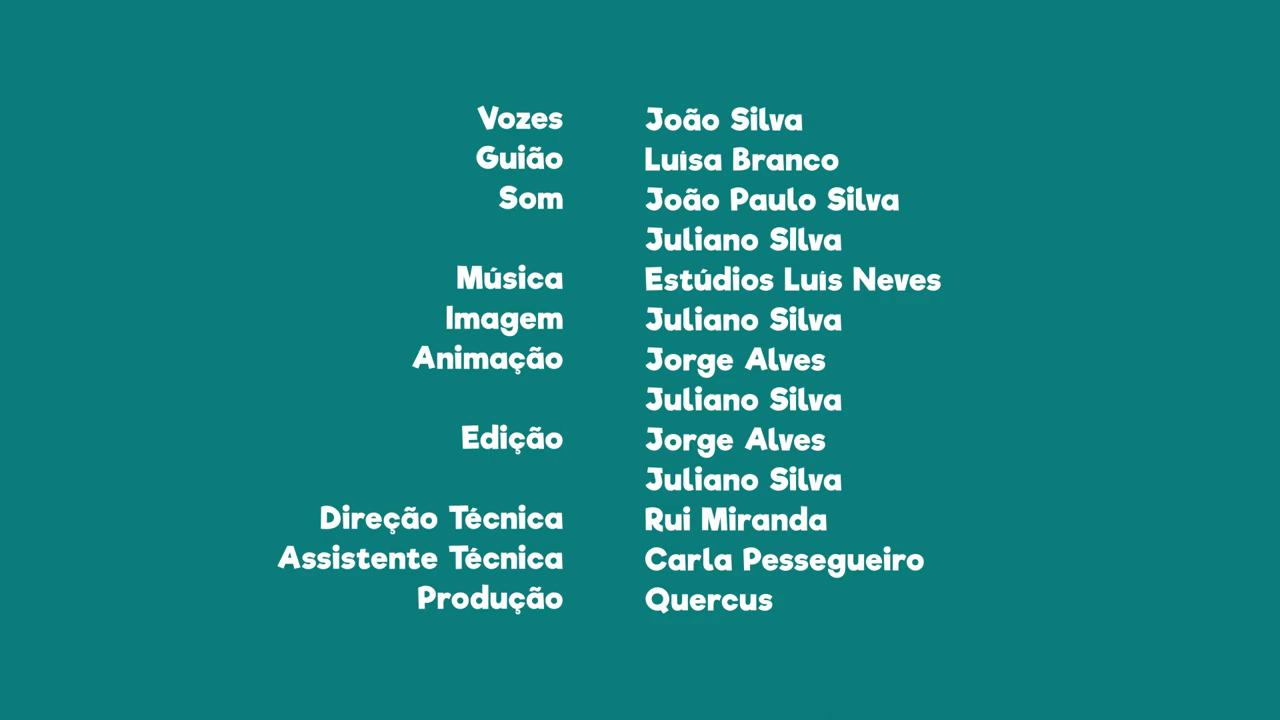 Vozes João Silva
Guião Luísa Branco
Som João Paulo Silva
Juliano SIlva
Música Estúdios Luís Neves
Imagem Juliano Silva
Animação Jorge Alves
Juliano Silva
Edição Jorge Alves
Juliano Silva
Direção Técnica Rui Miranda
Assistente Técnica Carla Pessegueiro
Produção Quercus